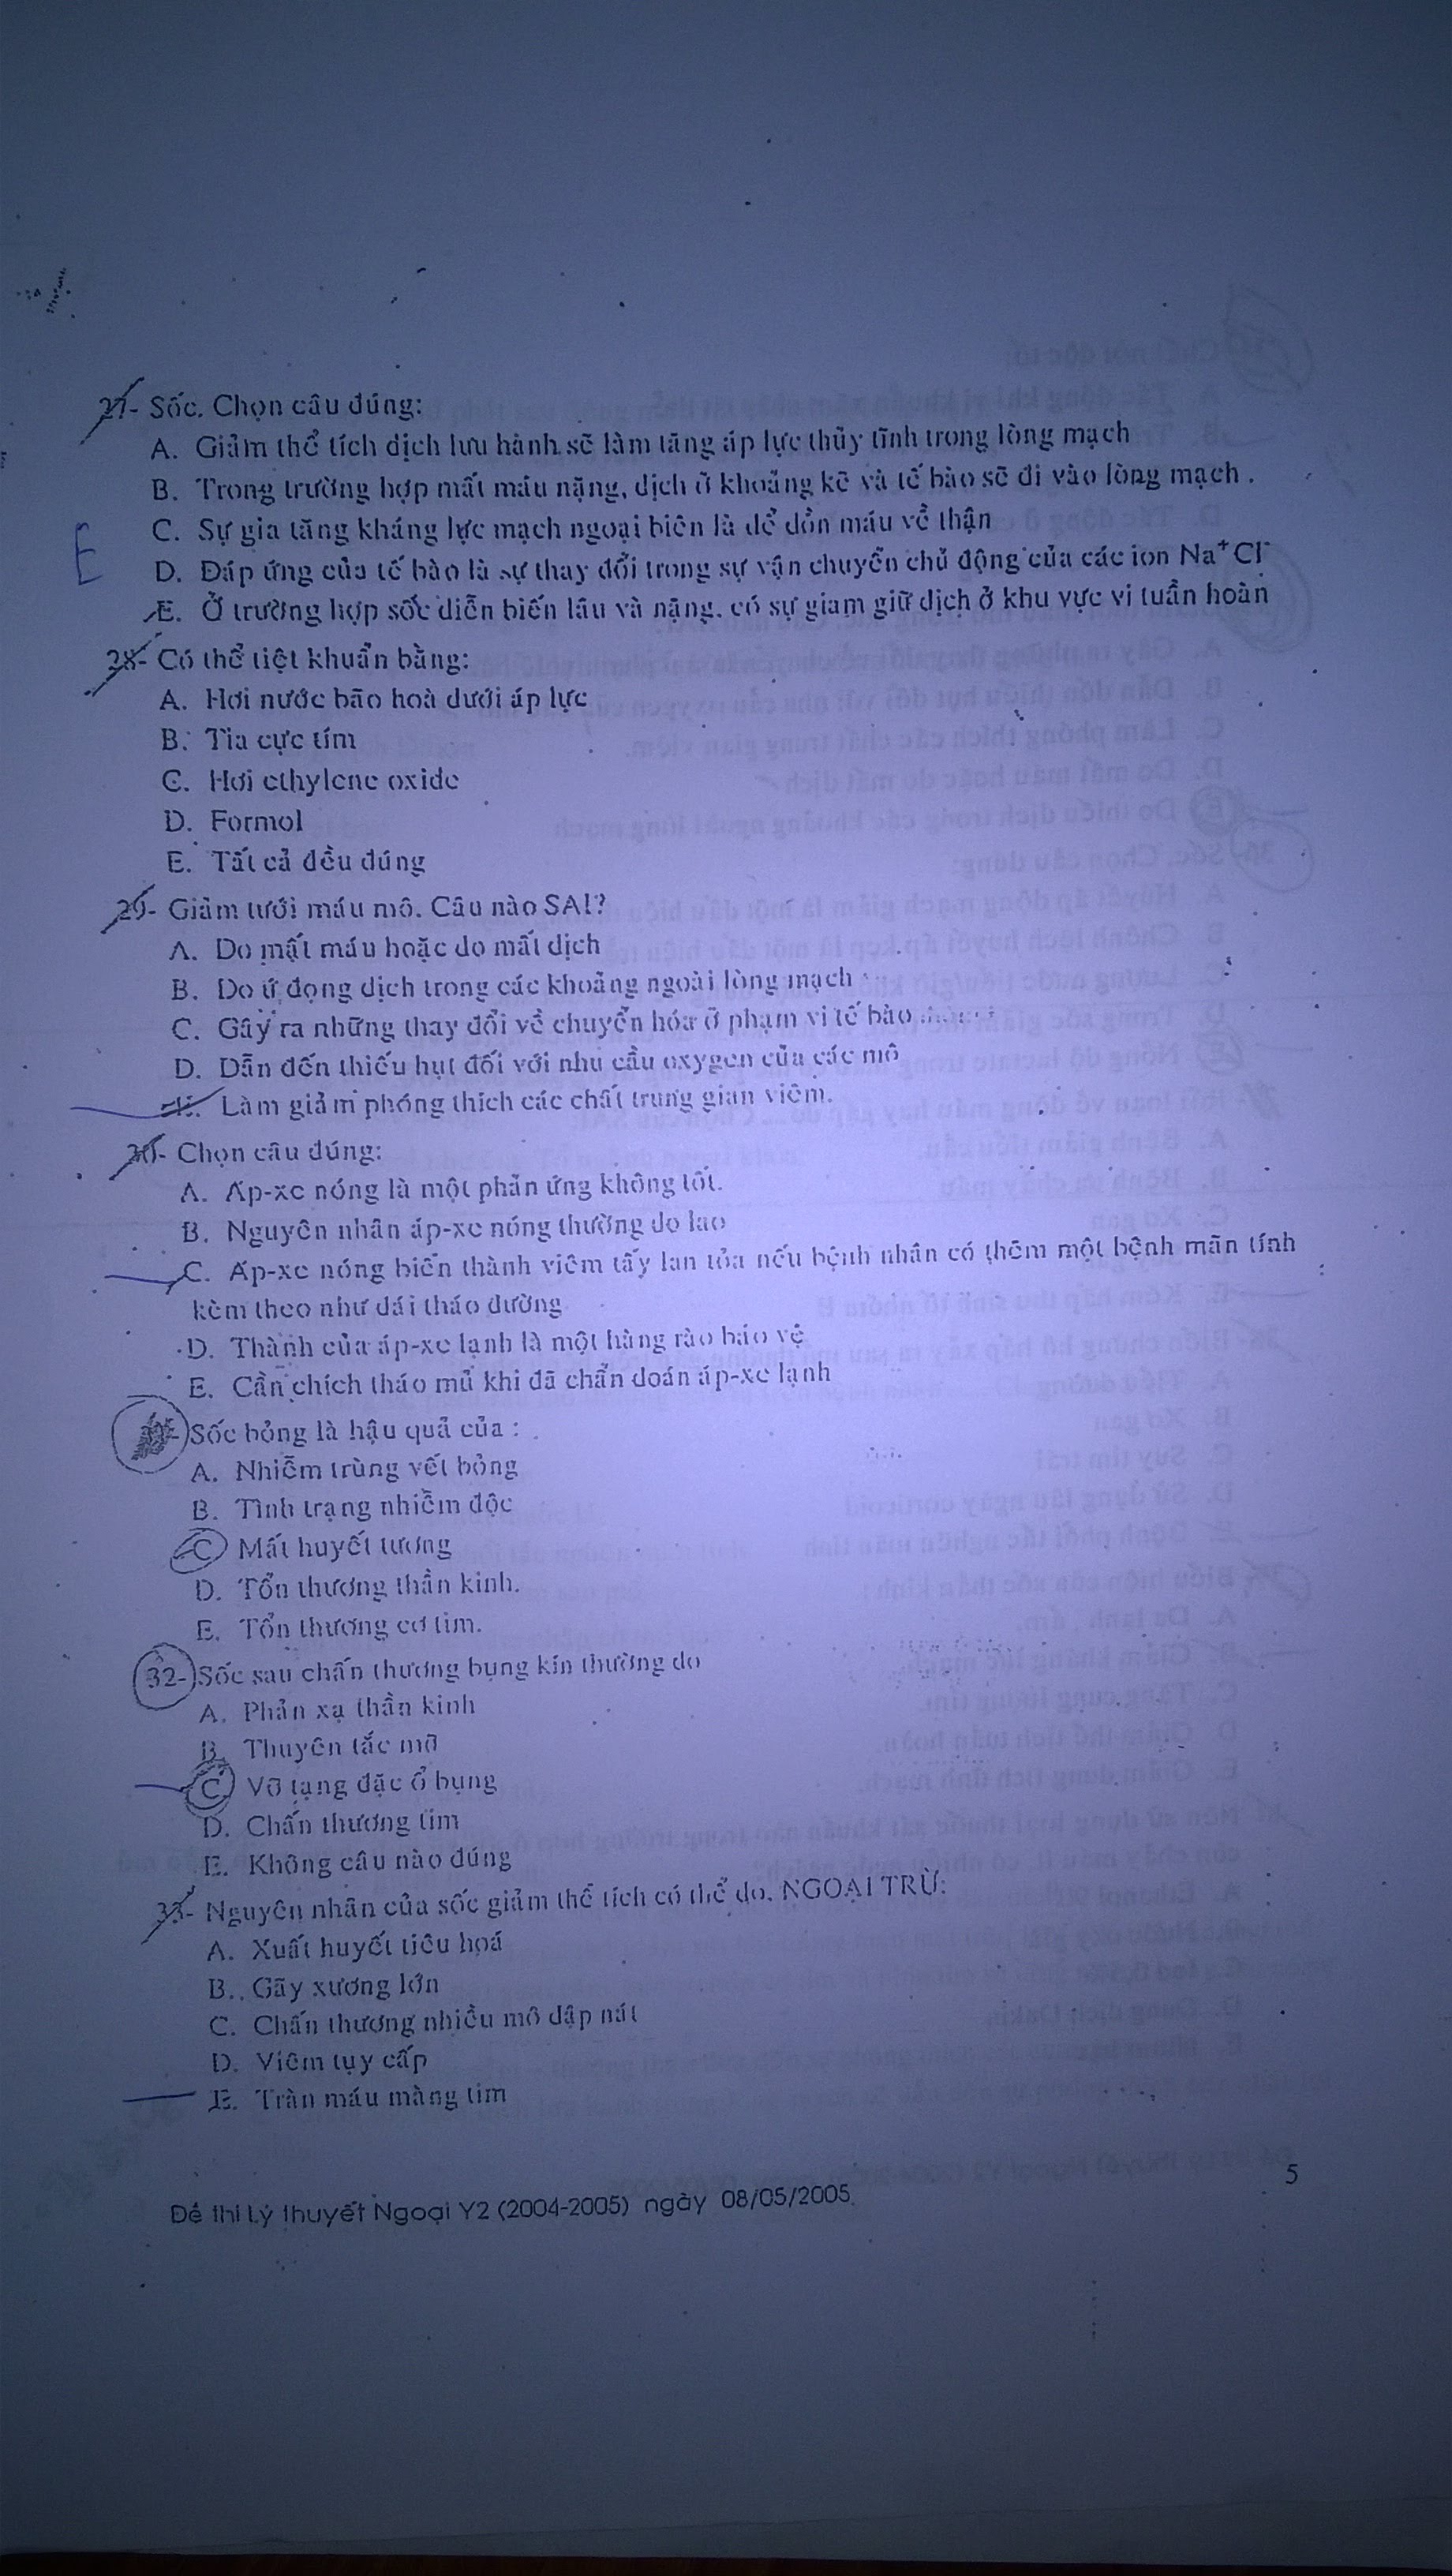 27- Sốc. Chọn câu đúng:
A. Giảm thể tích dịch lưu hành sẽ làm tăng áp lực thủy tĩnh trong lòng mạch
B. Trong trường hợp mất máu nặng, dịch ở khoảng kẽ và tế bào sẽ đi vào lòng mạch .
C. Sự gia tăng kháng lực mạch ngoại biên là để dồn máu về thận
E
D. Đáp ứng của tế bào là sự thay đổi trong sự vận chuyển chủ động của các ion Na⁺Cl⁻
E. Ở trường hợp sốc diễn biến lâu và nặng, có sự giam giữ dịch ở khu vực vi tuần hoàn
28- Có thể tiệt khuẩn bằng:
A. Hơi nước bão hoà dưới áp lực
B. Tia cực tím
C. Hơi ethylene oxide
D. Formol
E. Tất cả đều đúng
29- Giảm tưới máu mô. Câu nào SAI?
A. Do mất máu hoặc do mất dịch
B. Do ứ đọng dịch trong các khoảng ngoài lòng mạch
C. Gây ra những thay đổi về chuyển hóa ở phạm vi tế bào
D. Dẫn đến thiếu hụt đối với nhu cầu oxygen của các mô
E. Làm giảm phóng thích các chất trung gian viêm.
30- Chọn câu đúng:
A. Áp-xe nóng là một phản ứng không tốt.
B. Nguyên nhân áp-xe nóng thường do lao
C. Áp-xe nóng biến thành viêm tấy lan tỏa nếu bệnh nhân có thêm một bệnh mãn tính
kèm theo như đái tháo đường
D. Thành của áp-xe lạnh là một hàng rào bảo vệ
E. Cần chích tháo mủ khi đã chẩn đoán áp-xe lạnh
Sốc bỏng là hậu quả của :
A. Nhiễm trùng vết bỏng
B. Tình trạng nhiễm độc
C. Mất huyết tương
D. Tổn thương thần kinh.
E. Tổn thương cơ tim.
32- Sốc sau chấn thương bụng kín thường do
A. Phản xạ thần kinh
B. Thuyên tắc mỡ
C. Vỡ tạng đặc ổ bụng
D. Chấn thương tim
E. Không câu nào đúng
33- Nguyên nhân của sốc giảm thể tích có thể do, NGOẠI TRỪ:
A. Xuất huyết tiêu hoá
B. Gãy xương lớn
C. Chấn thương nhiều mô dập nát
D. Viêm tụy cấp
E. Tràn máu màng tim
5
Đề thi Lý thuyết Ngoại Y2 (2004-2005) ngày 08/05/2005